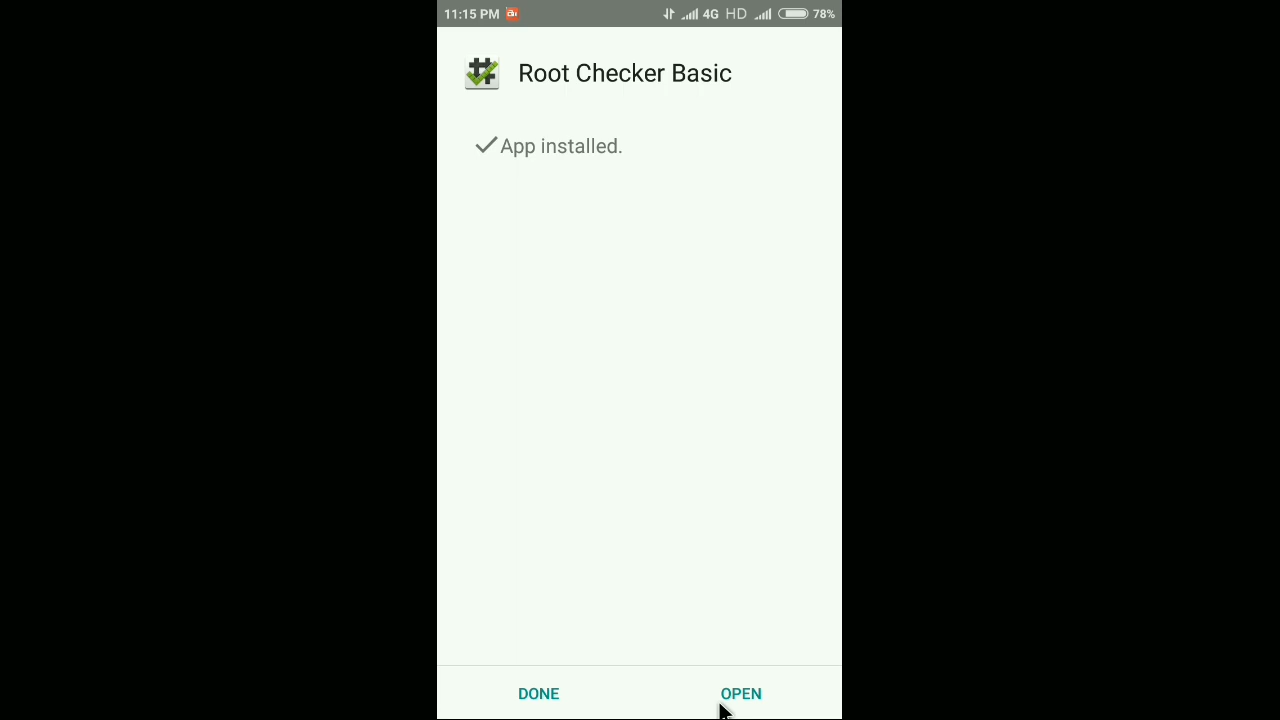 11:15 PM 4G HD 78%
Root Checker Basic
App installed.
DONE OPEN